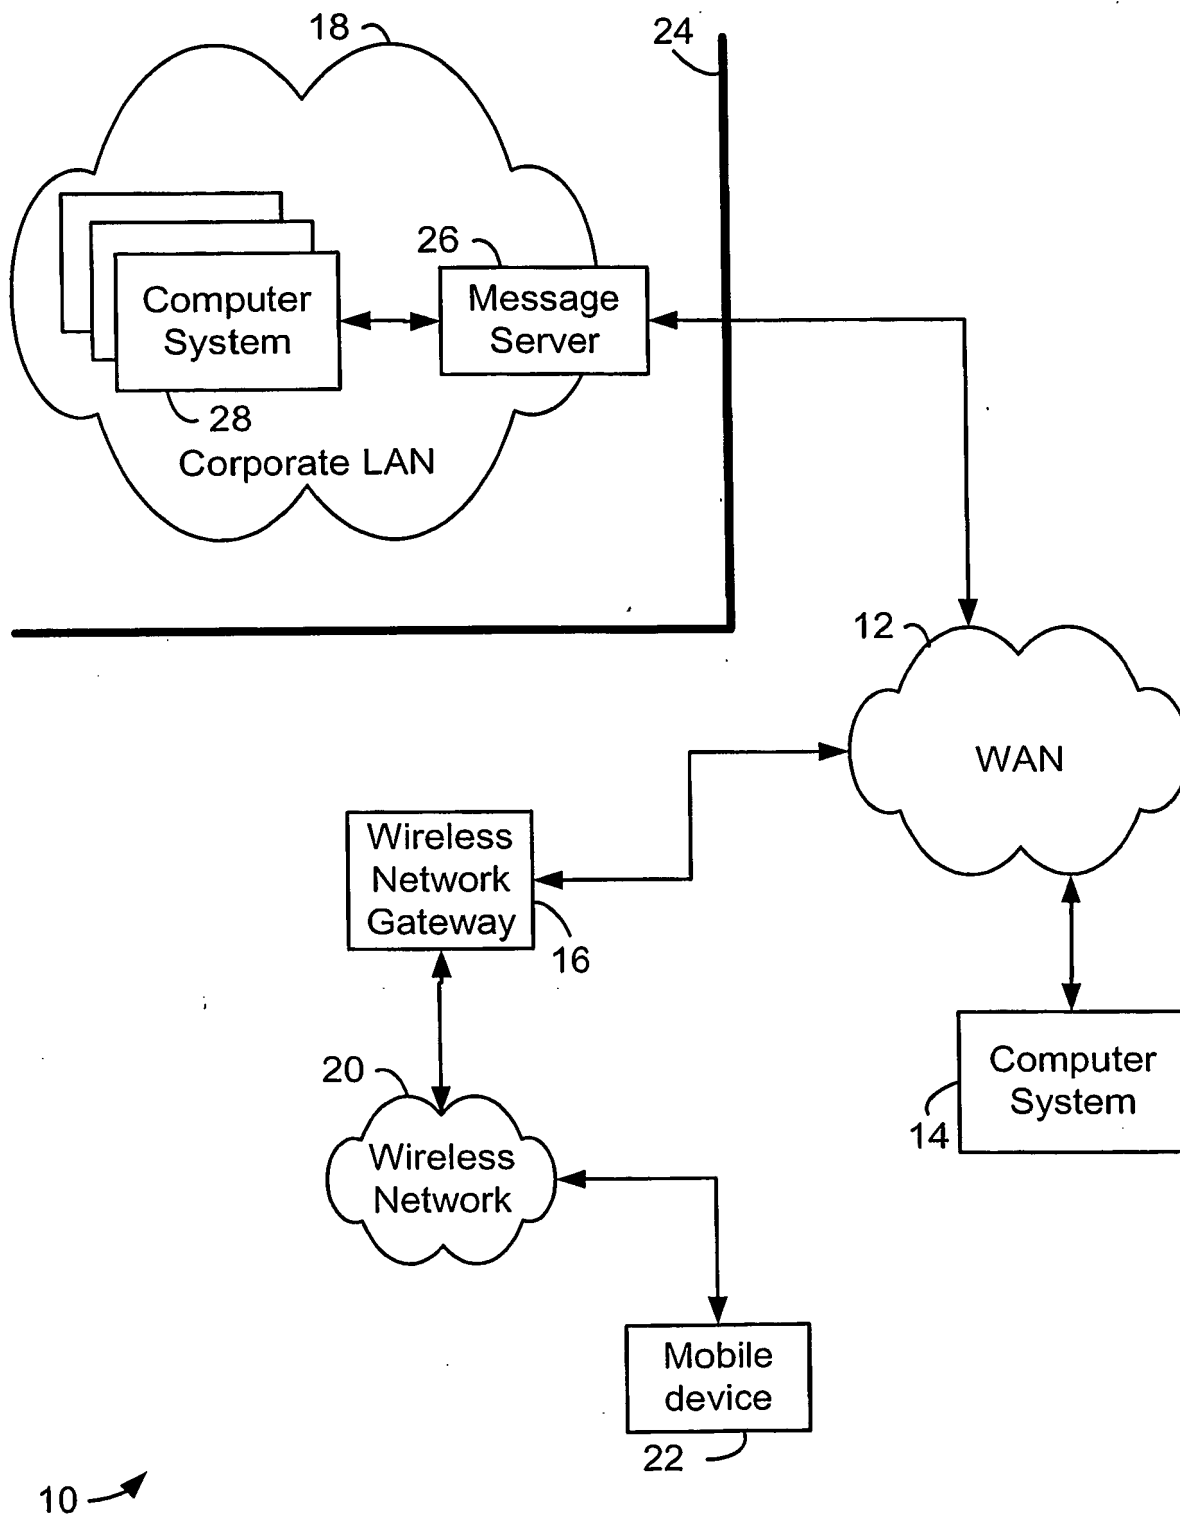 18
24
26
Computer
System
Message
Server
28
Corporate LAN
12
WAN
Wireless
Network
Gateway
16
20
Computer
System
14
Wireless
Network
Mobile
device
22
10